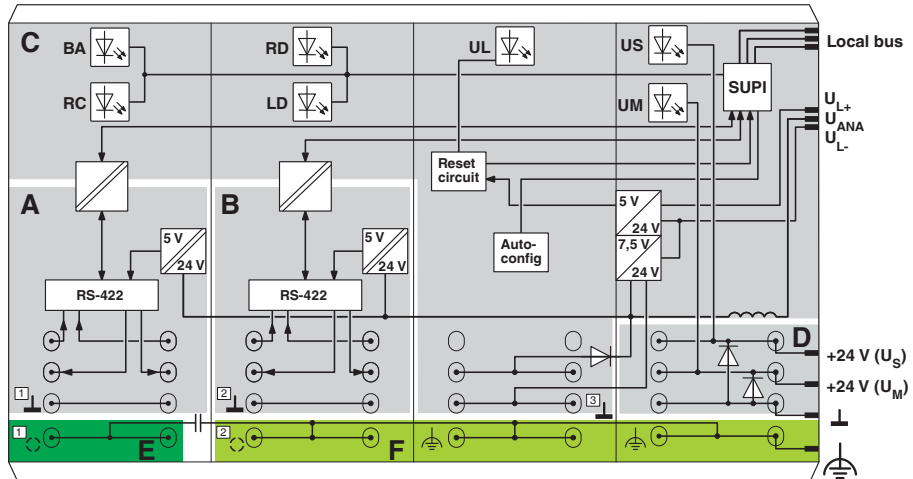 C
BA
RD
UL
US
Local bus
RC
LD
UM
SUPI
UL+
UANA
UL-
Reset
circuit
A
B
5 V
24 V
5 V
24 V
5 V
24 V
7,5 V
24 V
Auto-
config
RS-422
RS-422
D
+24 V (US)
+24 V (UM)
1
2
3
1
2
E
F